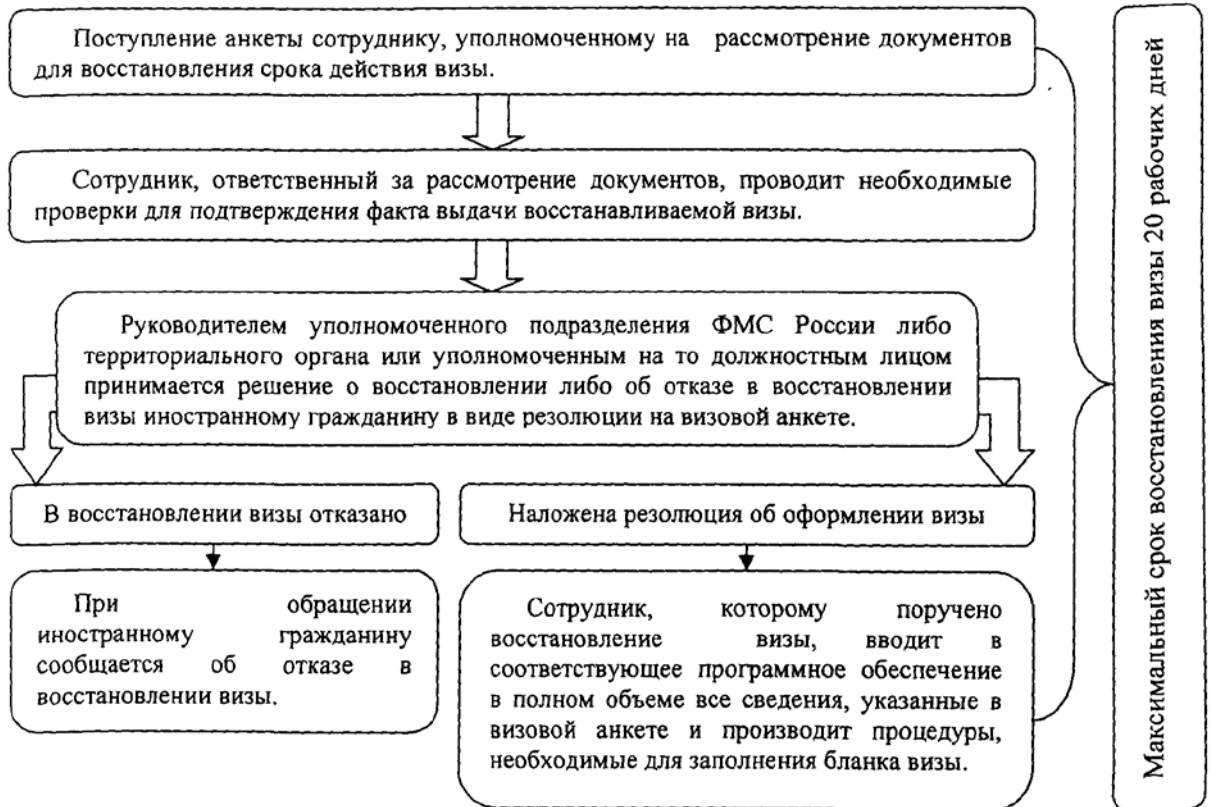 Поступление анкеты сотруднику, уполномоченному на рассмотрение документов
для восстановления срока действия визы.
Сотрудник, ответственный за рассмотрение документов, проводит необходимые
проверки для подтверждения факта выдачи восстанавливаемой визы.
Руководителем уполномоченного подразделения ФМС России либо
территориального органа или уполномоченным на то должностным лицом
принимается решение о восстановлении либо об отказе в восстановлении
визы иностранному гражданину в виде резолюции на визовой анкете.
В восстановлении визы отказано
При обращении
иностранному гражданину
сообщается об отказе в
восстановлении визы.
Наложена резолюция об оформлении визы
Сотрудник, которому поручено
восстановление визы, вводит в
соответствующее программное обеспечение
в полном объеме все сведения, указанные в
визовой анкете и производит процедуры,
необходимые для заполнения бланка визы.
Максимальный срок восстановления визы 20 рабочих дней